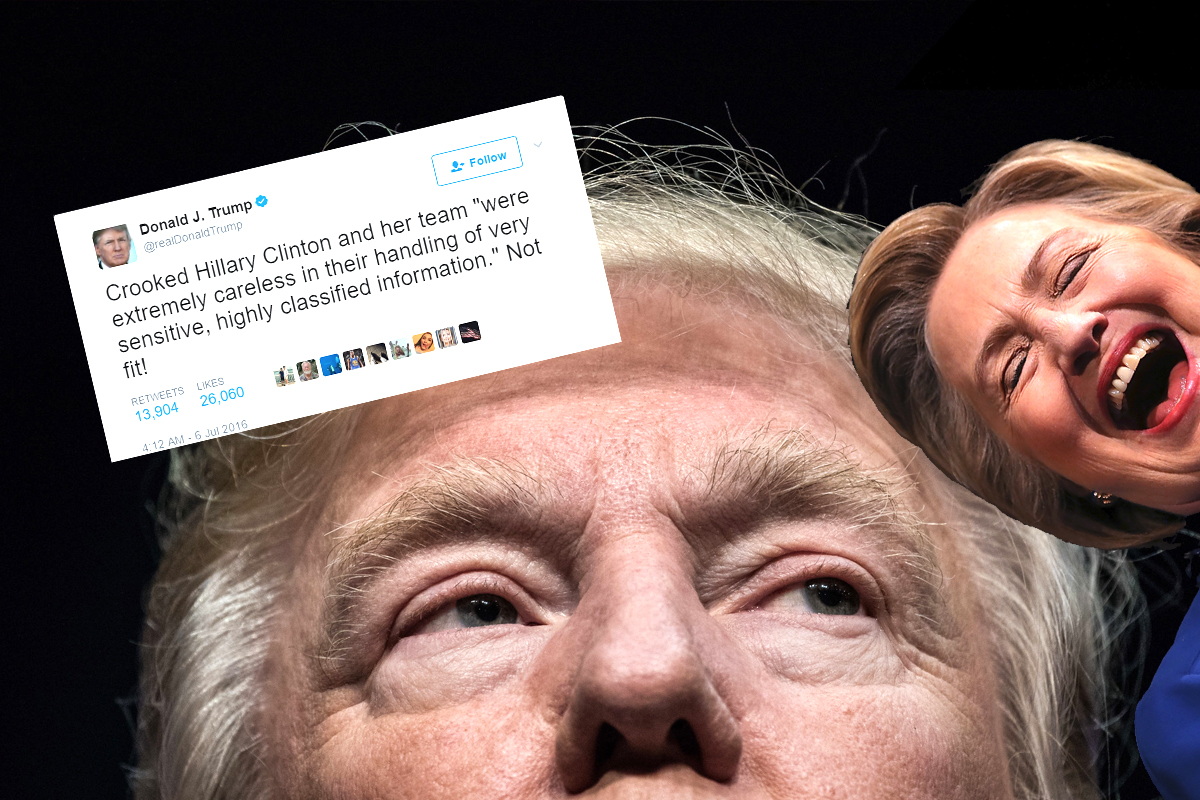 Donald J. Trump
@realDonaldTrump
Follow
Crooked Hillary Clinton and her team "were
extremely careless in their handling of very
sensitive, highly classified information." Not
fit!
RETWEETS LIKES
13,904 26,060
4:12 AM - 6 Jul 2016